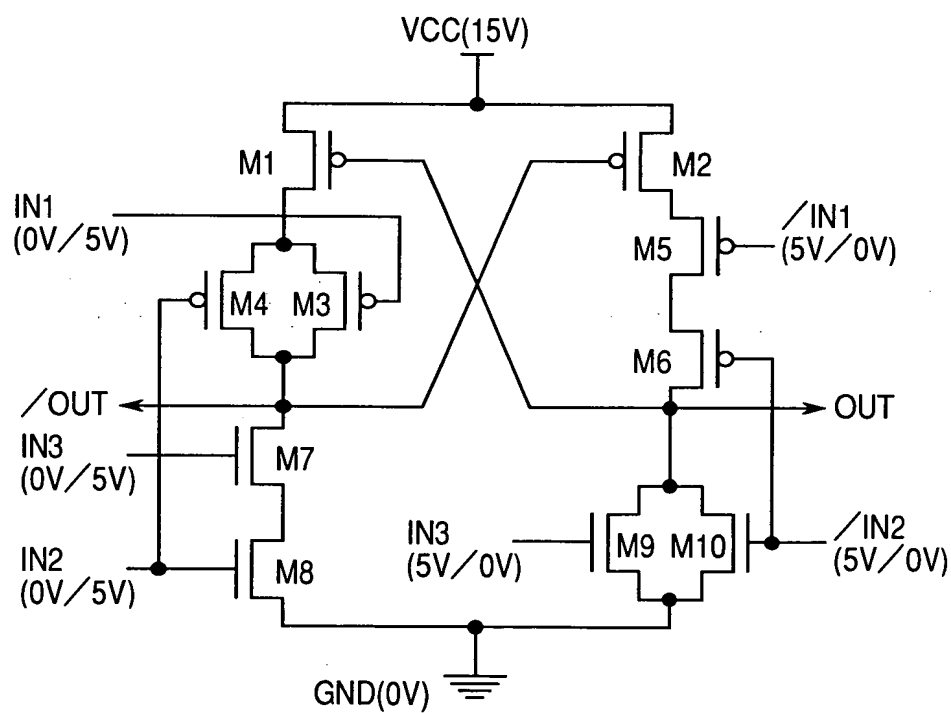 VCC(15V)
M1
M2
IN1
(0V/5V)
/IN1
(5V/0V)
M5
M4
M3
M6
/OUT
OUT
IN3
(0V/5V)
M7
IN2
(0V/5V)
M8
IN3
(5V/0V)
M9
M10
/IN2
(5V/0V)
GND(0V)